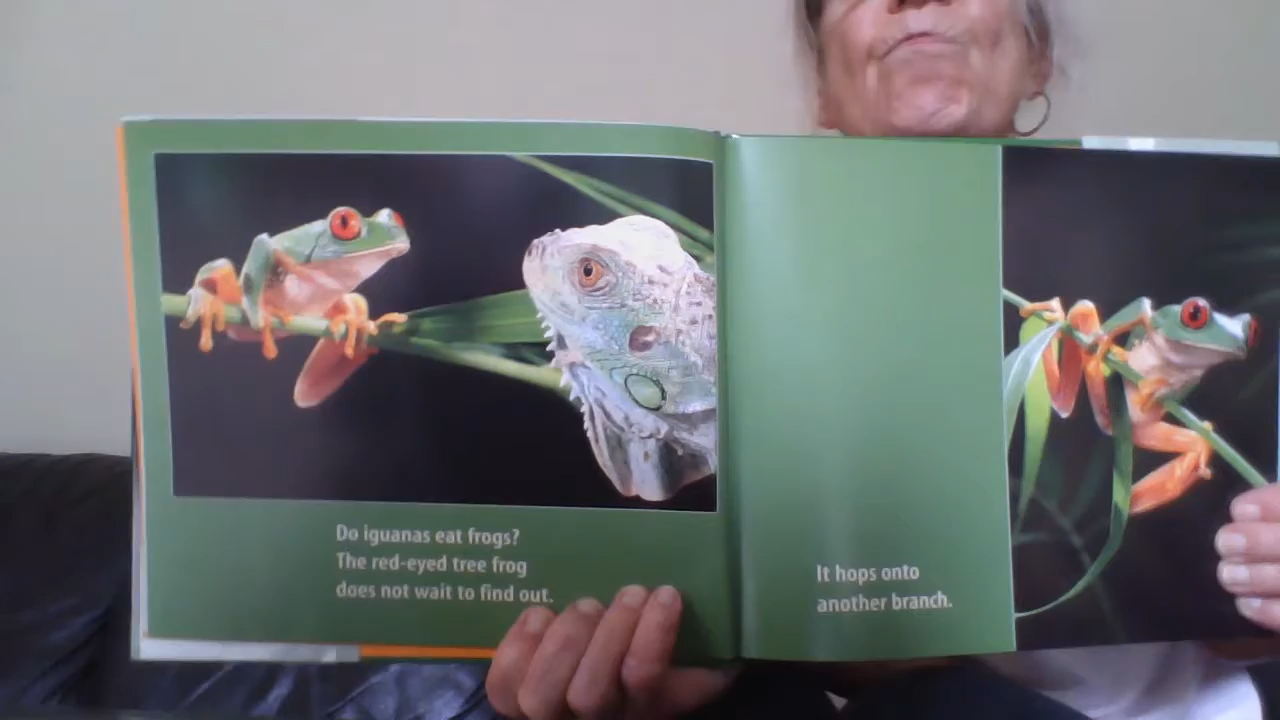 Do iguanas eat frogs?
The red-eyed tree frog
does not wait to find out.
It hops onto
another branch.